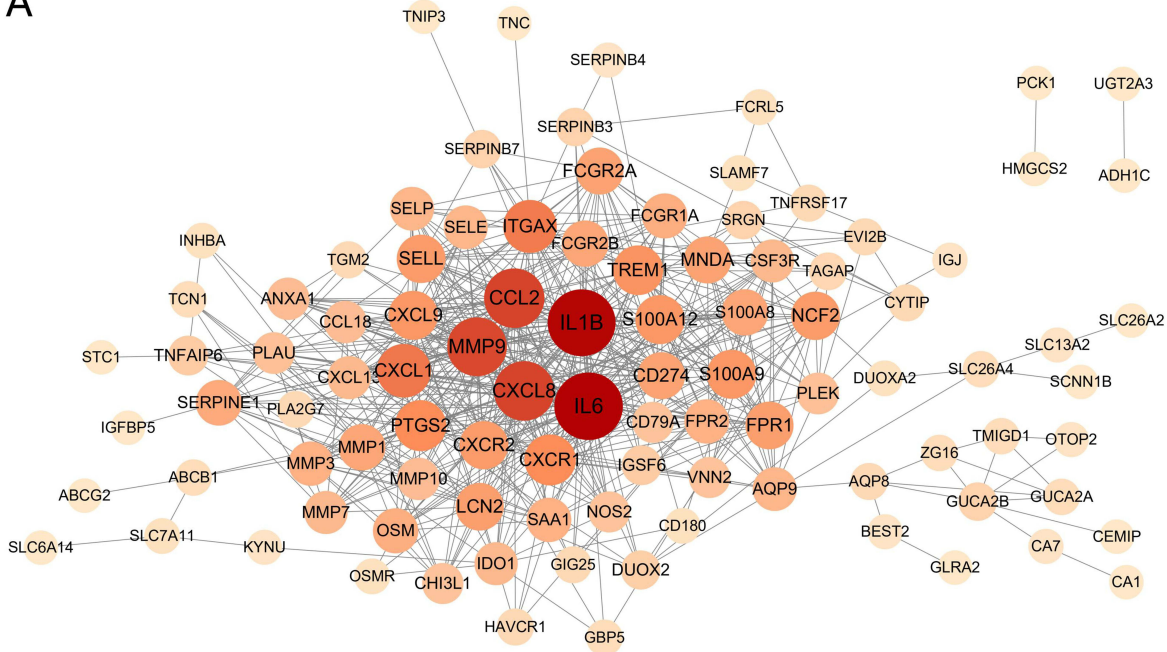 A
TNIP3
TNC
SERPINB4
PCK1
UGT2A3
FCRL5
SERPINB3
SERPINB7
FCGR2A
SLAMF7
HMGCS2
ADH1C
SELP
SELE
ITGAX
FCGR1A
TNFRSF17
SRGN
FCGR2B
EVI2B
INHBA
TGM2
SELL
TREM1
MNDA
CSF3R
TAGAP
IGJ
TCN1
ANXA1
CCL2
CYTIP
CCL18
CXCL9
IL1B
S100A12
S100A8
NCF2
SLC26A2
STC1
TNFAIP6
PLAU
MMP9
SLC13A2
CXCL1
CD274
S100A9
DUOXA2
SLC26A4
SCNN1B
SERPINE1
PLA2G7
CXCL8
IL6
PLEK
IGFBP5
PTGS2
CD79A
FPR2
FPR1
MMP1
CXCR2
CXCR1
TMIGD1
OTOP2
ZG16
MMP3
MMP10
IGSF6
VNN2
AQP9
AQP8
ABCB1
ABCG2
GUCA2B
GUCA2A
MMP7
LCN2
SAA1
NOS2
OSM
CD180
BEST2
CEMIP
SLC6A14
SLC7A11
KYNU
CA7
OSMR
CHI3L1
IDO1
GIG25
DUOX2
GLRA2
CA1
HAVCR1
GBP5